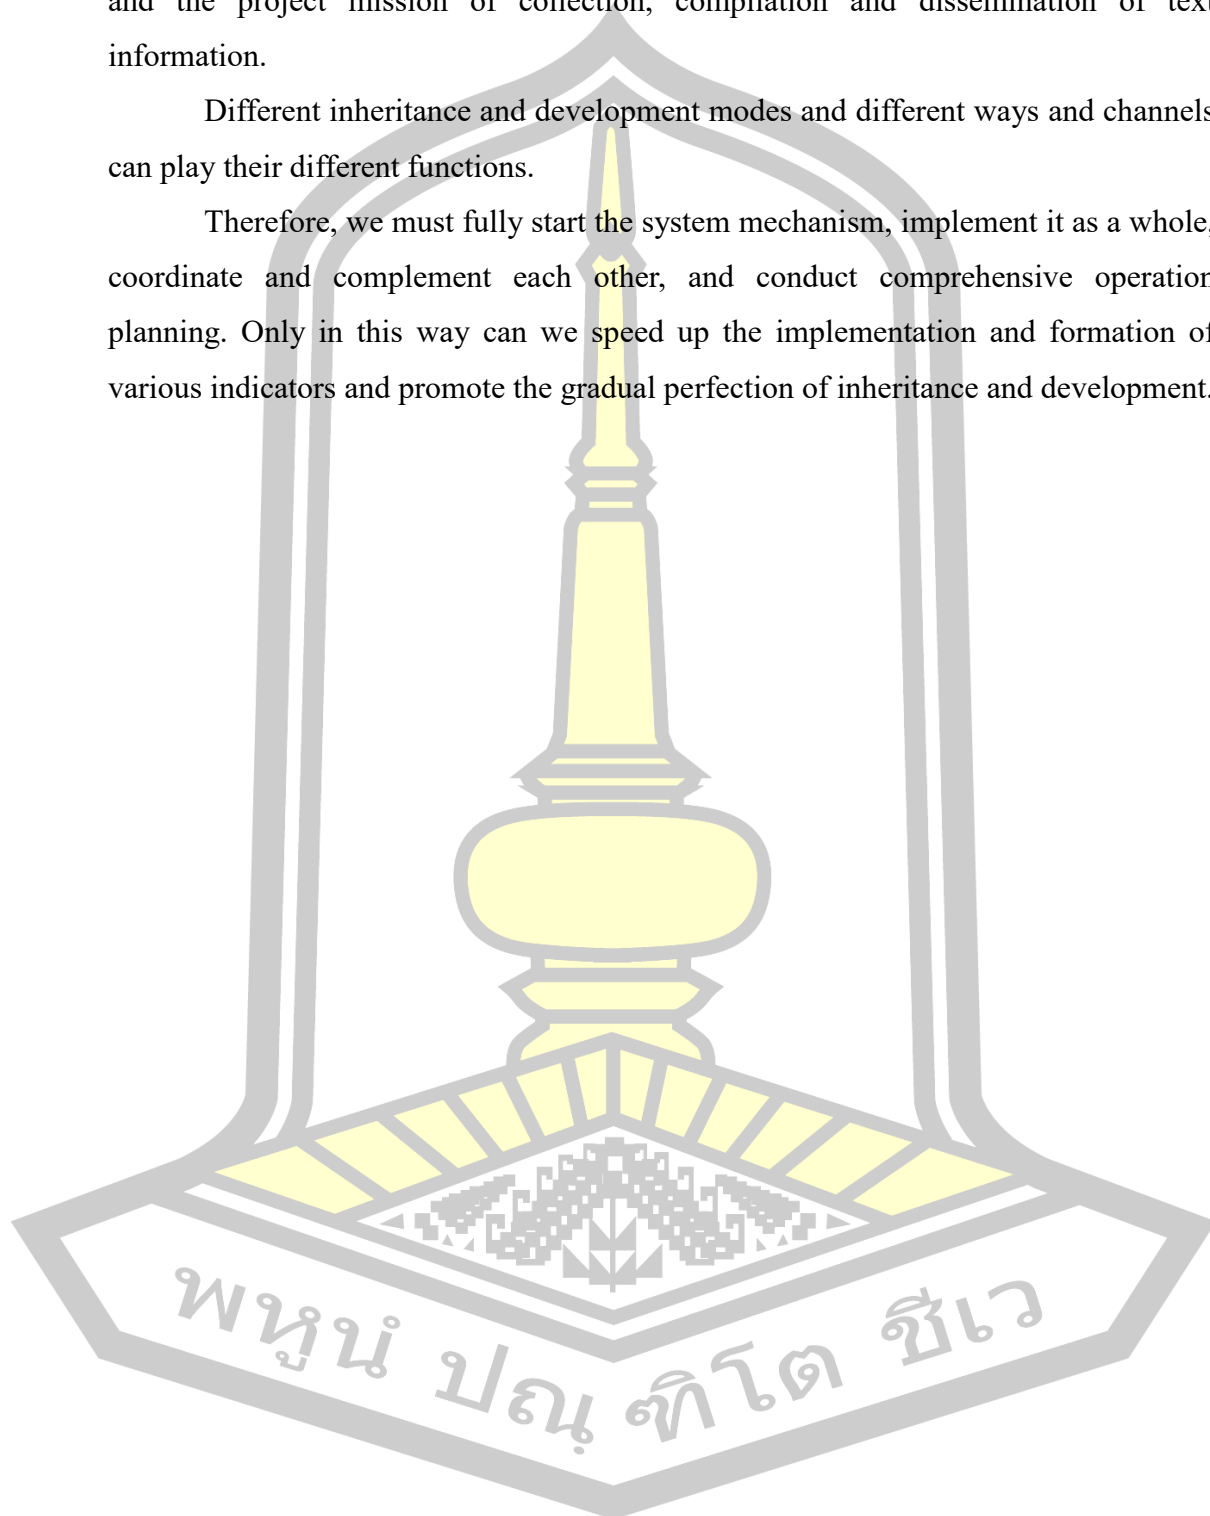 and the project mission of collection, compilation and dissemination of text
information.
Different inheritance and development modes and different ways and channels
can play their different functions.
Therefore, we must fully start the system mechanism, implement it as a whole,
coordinate and complement each other, and conduct comprehensive operation
planning. Only in this way can we speed up the implementation and formation of
various indicators and promote the gradual perfection of inheritance and development.
พหูนํ ปณฺฑิโต ชีเว